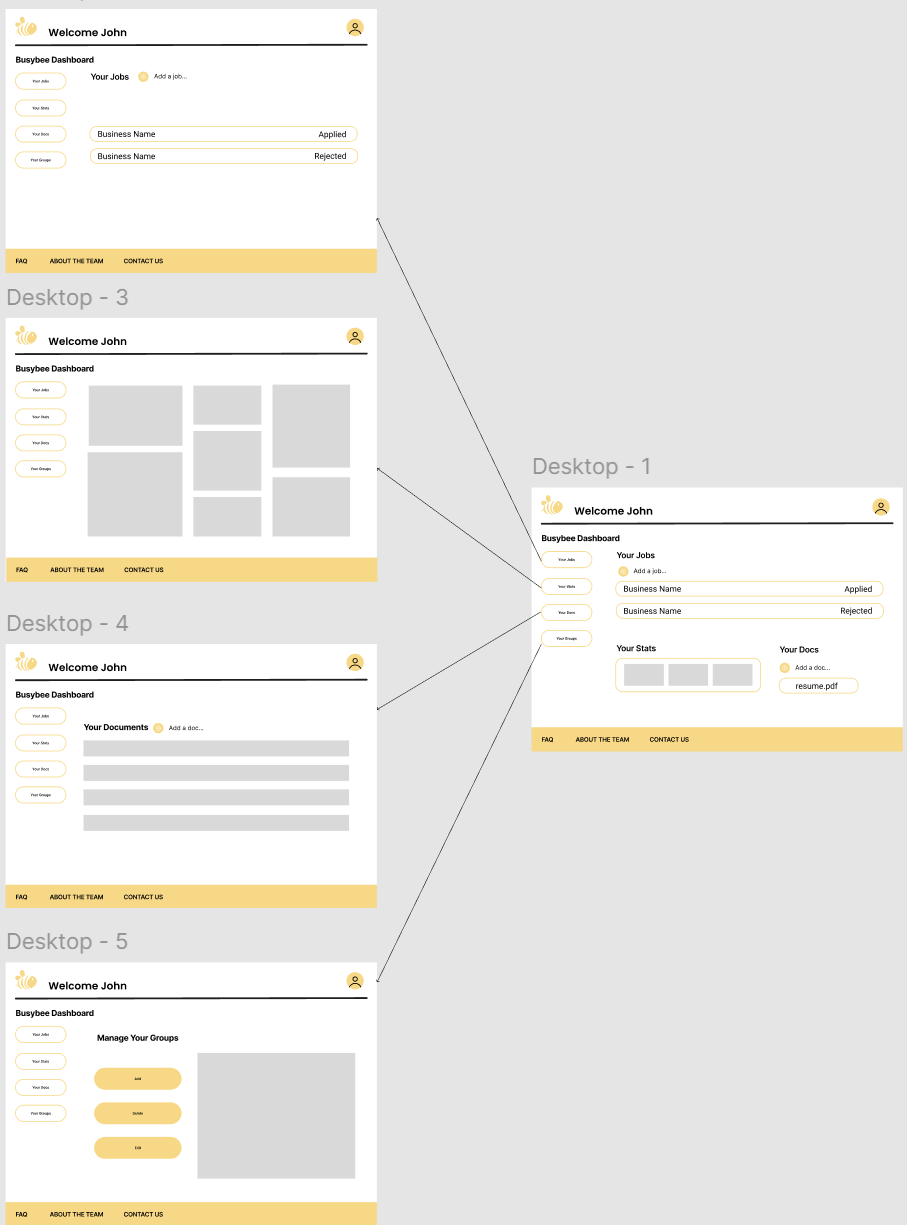 Welcome John
Busybee Dashboard
Your Jobs
Your Stats
Your Docs
Your Groups
Your Jobs
Add a job...
Business Name Applied
Business Name Rejected
FAQ ABOUT THE TEAM CONTACT US
Desktop - 3
Welcome John
Busybee Dashboard
Your Jobs
Your Stats
Your Docs
Your Groups
FAQ ABOUT THE TEAM CONTACT US
Desktop - 4
Welcome John
Busybee Dashboard
Your Jobs
Your Stats
Your Docs
Your Groups
Your Documents
Add a doc...
FAQ ABOUT THE TEAM CONTACT US
Desktop - 5
Welcome John
Busybee Dashboard
Your Jobs
Your Stats
Your Docs
Your Groups
Manage Your Groups
Add
Delete
Edit
FAQ ABOUT THE TEAM CONTACT US
Desktop - 1
Welcome John
Busybee Dashboard
Your Jobs
Your Stats
Your Docs
Your Groups
Your Jobs
Add a job...
Business Name Applied
Business Name Rejected
Your Stats
Your Docs
Add a doc...
resume.pdf
FAQ ABOUT THE TEAM CONTACT US